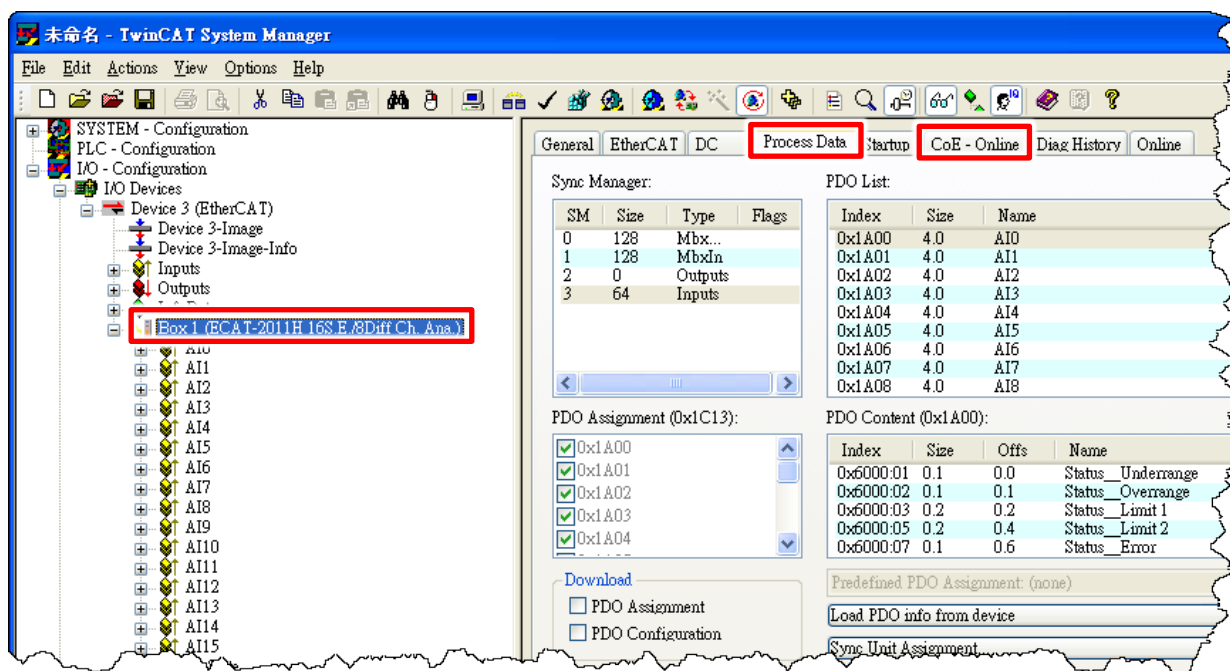 未命名 - TwinCAT System Manager
File Edit Actions View Options Help
SYSTEM - Configuration
PLC - Configuration
I/O - Configuration
I/O Devices
Device 3 (EtherCAT)
Device 3-Image
Device 3-Image-Info
Inputs
Outputs
Box 1 (ECAT-2011H 16S.E./8Diff Ch. Ana.)
AI0
AI1
AI2
AI3
AI4
AI5
AI6
AI7
AI8
AI9
AI10
AI11
AI12
AI13
AI14
AI15
General EtherCAT DC Process Data Startup CoE - Online Diag History Online
Sync Manager:
SM Size Type Flags
0 128 Mbx...
1 128 MbxIn
2 0 Outputs
3 64 Inputs
PDO List:
Index Size Name
0x1A00 4.0 AI0
0x1A01 4.0 AI1
0x1A02 4.0 AI2
0x1A03 4.0 AI3
0x1A04 4.0 AI4
0x1A05 4.0 AI5
0x1A06 4.0 AI6
0x1A07 4.0 AI7
0x1A08 4.0 AI8
PDO Assignment (0x1C13):
0x1A00
0x1A01
0x1A02
0x1A03
0x1A04
PDO Content (0x1A00):
Index Size Offs Name
0x6000:01 0.1 0.0 Status__Underrange
0x6000:02 0.1 0.1 Status__Overrange
0x6000:03 0.2 0.2 Status__Limit 1
0x6000:05 0.2 0.4 Status__Limit 2
0x6000:07 0.1 0.6 Status__Error
Download
PDO Assignment
PDO Configuration
Predefined PDO Assignment: (none)
Load PDO info from device
Sync Unit Assignment...